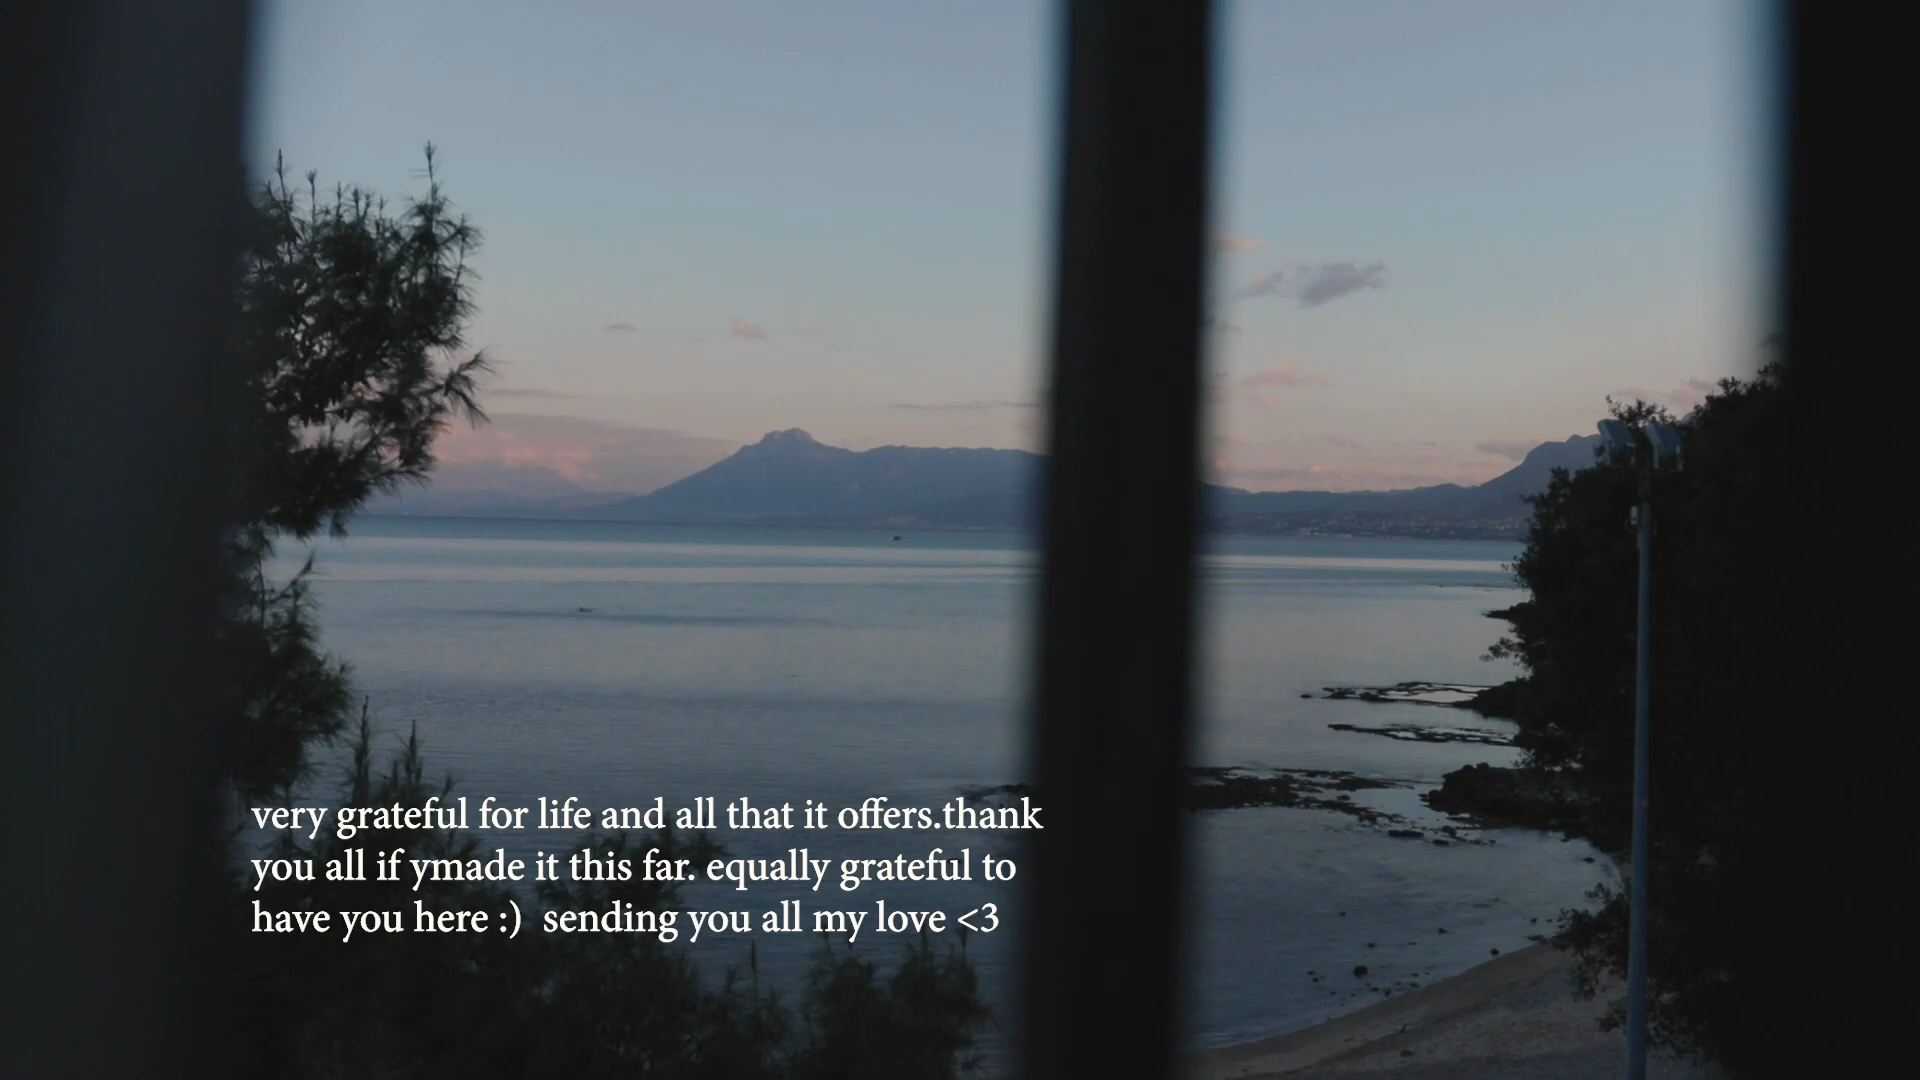 very grateful for life and all that it offers.thank
you all if ymade it this far. equally grateful to
have you here :)  sending you all my love <3